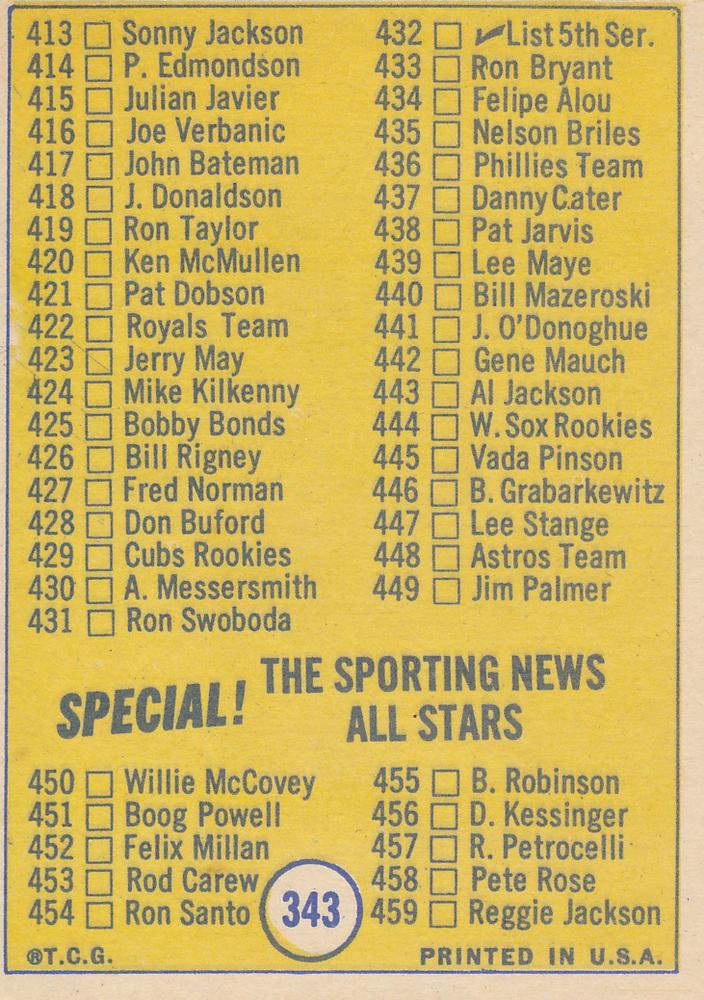 413 Sonny Jackson
414 P. Edmondson
415 Julian Javier
416 Joe Verbanic
417 John Bateman
418 J. Donaldson
419 Ron Taylor
420 Ken McMullen
421 Pat Dobson
422 Royals Team
423 Jerry May
424 Mike Kilkenny
425 Bobby Bonds
426 Bill Rigney
427 Fred Norman
428 Don Buford
429 Cubs Rookies
430 A. Messersmith
431 Ron Swoboda
432 ✔List 5th Ser.
433 Ron Bryant
434 Felipe Alou
435 Nelson Briles
436 Phillies Team
437 Danny Cater
438 Pat Jarvis
439 Lee Maye
440 Bill Mazeroski
441 J. O'Donoghue
442 Gene Mauch
443 Al Jackson
444 W. Sox Rookies
445 Vada Pinson
446 B. Grabarkewitz
447 Lee Stange
448 Astros Team
449 Jim Palmer
SPECIAL! THE SPORTING NEWS
ALL STARS
450 Willie McCovey
451 Boog Powell
452 Felix Millan
453 Rod Carew
454 Ron Santo
455 B. Robinson
456 D. Kessinger
457 R. Petrocelli
458 Pete Rose
459 Reggie Jackson
343
®T.C.G.
PRINTED IN U.S.A.